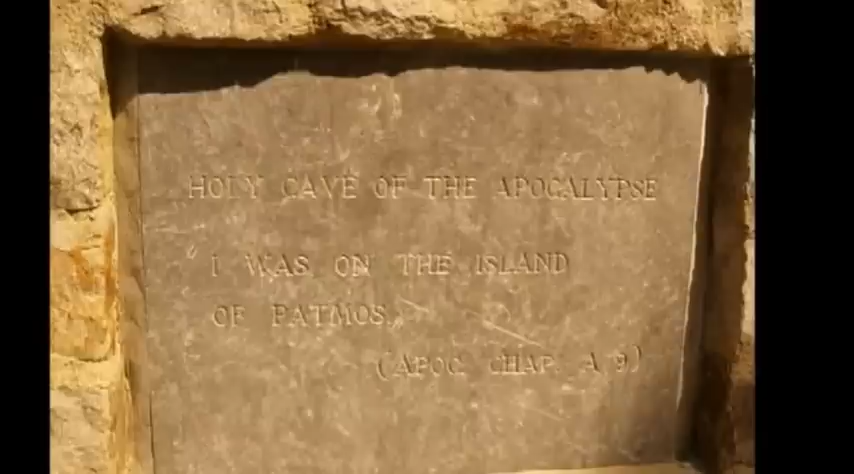 HOLY CAVE OF THE APOCALYPSE
"I WAS ON THE ISLAND
OF PATMOS.,,
(APOC. CHAP. A 9)